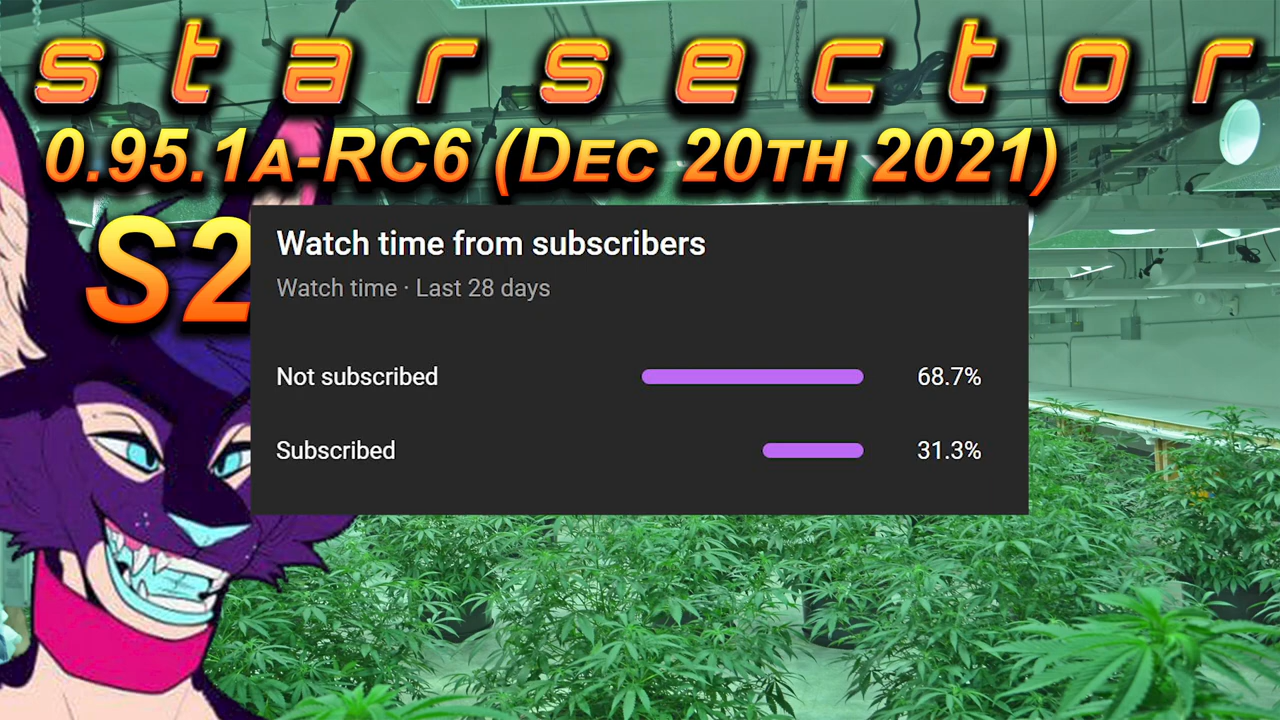 starsector
0.95.1A-RC6 (DEC 20TH 2021)
S2
Watch time from subscribers
Watch time · Last 28 days
Not subscribed 68.7%
Subscribed 31.3%